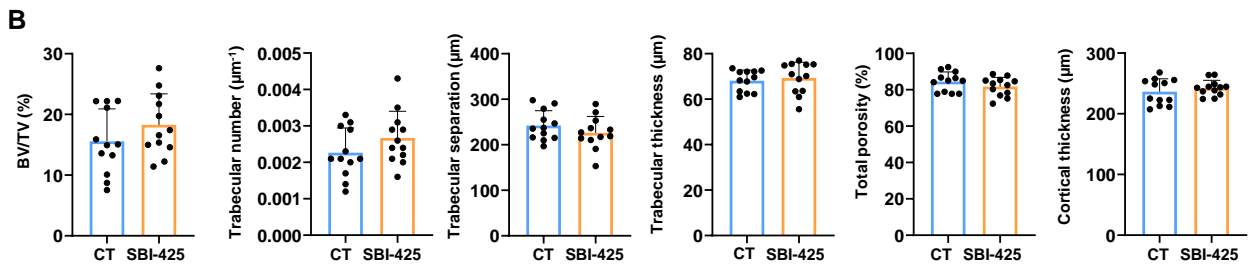 B
BV/TV (%)
30
20
10
0
CT SBI-425
Trabecular number (µm⁻¹)
0.005
0.004
0.003
0.002
0.001
0.000
CT SBI-425
Trabecular separation (µm)
400
300
200
100
0
CT SBI-425
Trabecular thickness (µm)
80
60
40
20
0
CT SBI-425
Total porosity (%)
100
80
60
40
20
0
CT SBI-425
Cortical thickness (µm)
300
200
100
0
CT SBI-425